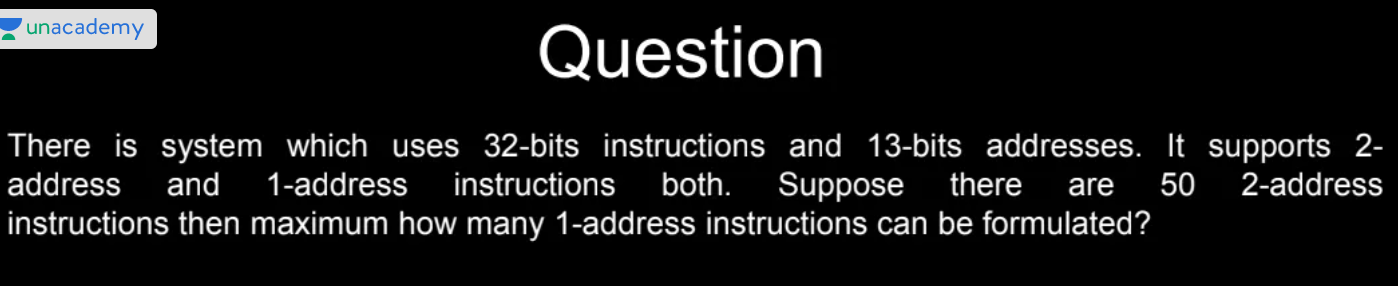 unacademy
Question
There is system which uses 32-bits instructions and 13-bits addresses. It supports 2-
address and 1-address instructions both. Suppose there are 50 2-address
instructions then maximum how many 1-address instructions can be formulated?